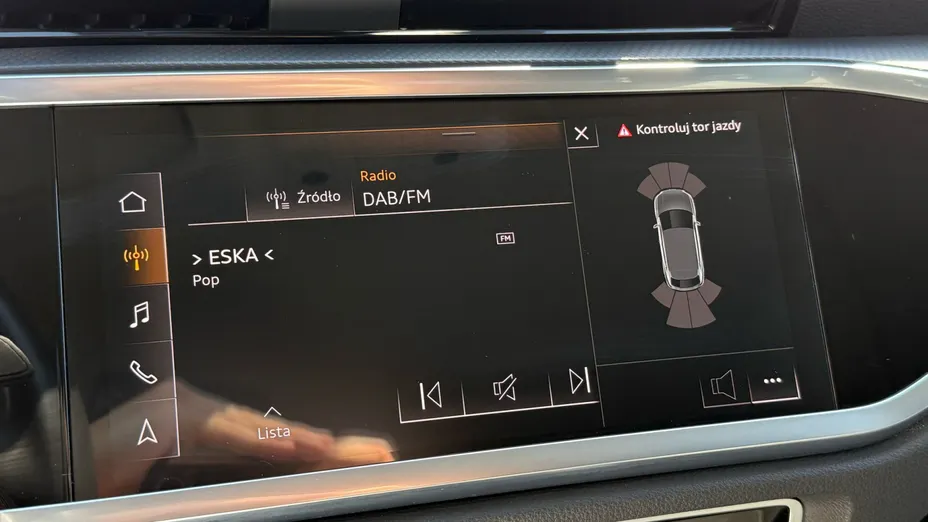 Kontroluj tor jazdy
Radio
Źródło
DAB/FM
> ESKA <
FM
Pop
Lista